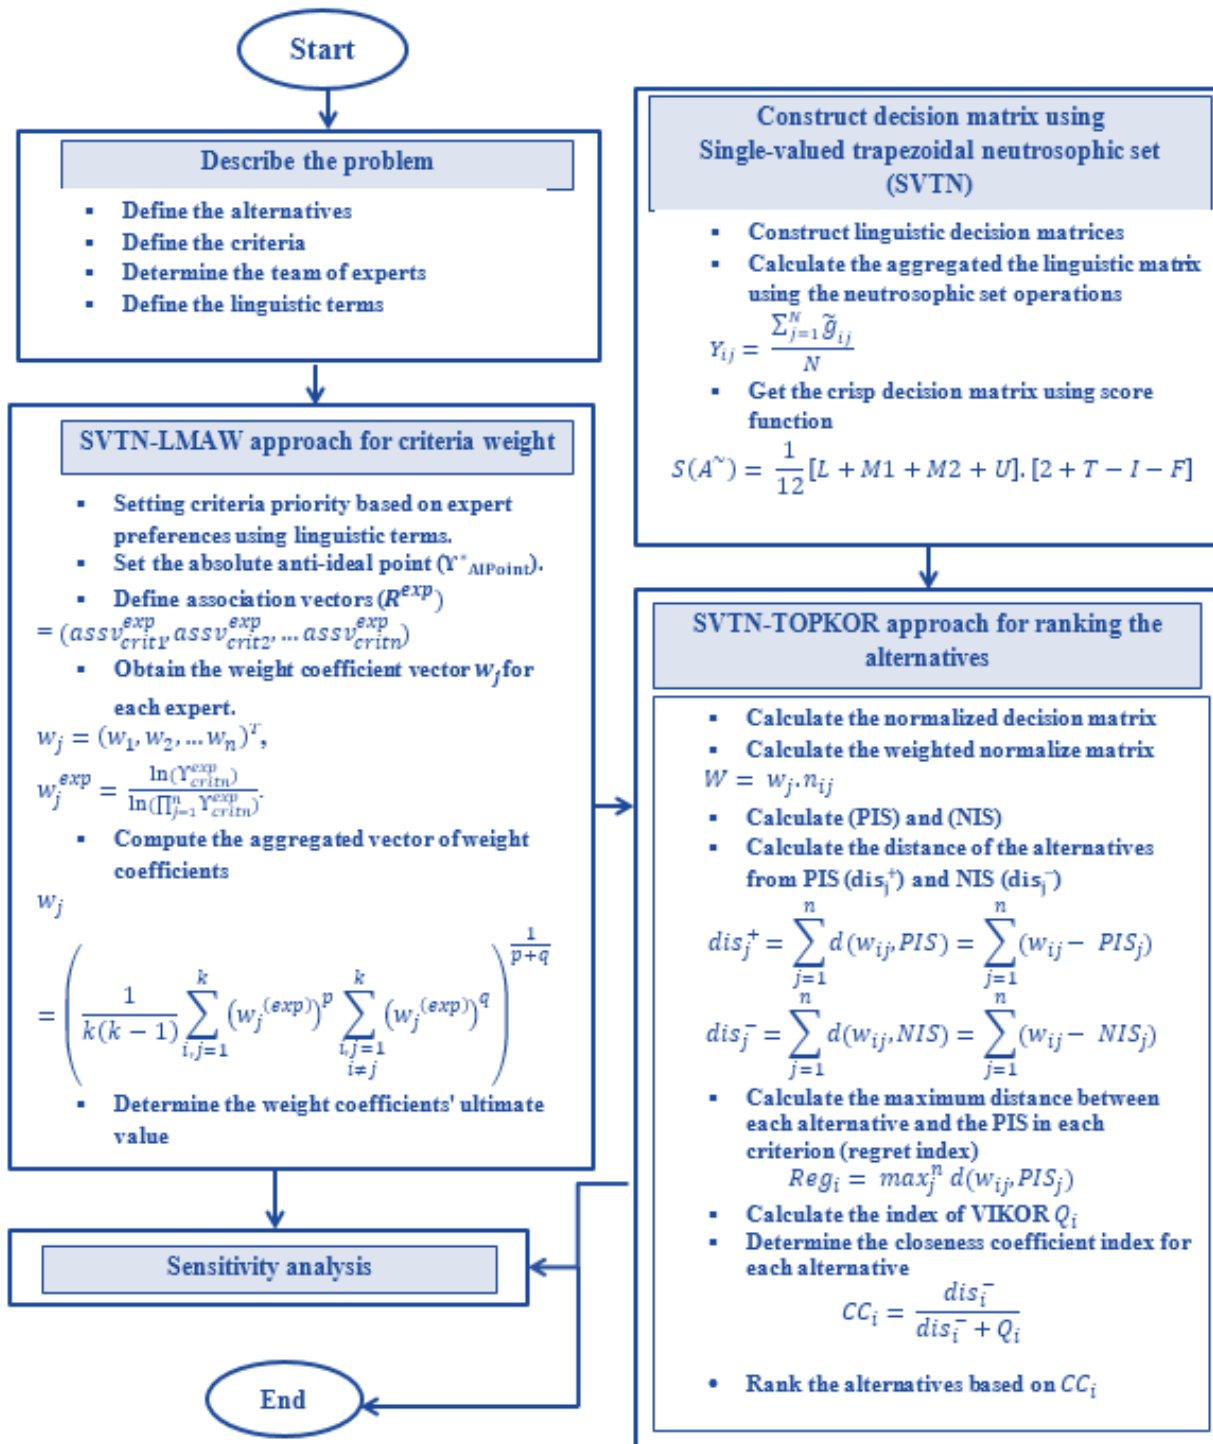 Start
Describe the problem
▪ Define the alternatives
▪ Define the criteria
▪ Determine the team of experts
▪ Define the linguistic terms
SVTN-LMAW approach for criteria weight
▪ Setting criteria priority based on expert
preferences using linguistic terms.
▪ Set the absolute anti-ideal point (ϒ*_AIPoint).
▪ Define association vectors (R^exp)
= (assv^exp_crit1, assv^exp_crit2, … assv^exp_critn)
▪ Obtain the weight coefficient vector w_j for
each expert.
w_j = (w_1, w_2, … w_n)^T,
w_j^exp = ln(ϒ^exp_critn) / ln(∏_{j=1}^n ϒ^exp_critn).
▪ Compute the aggregated vector of weight
coefficients
w_j
= (1/(k(k − 1)) ∑_{i,j=1}^k (w_j^(exp))^p ∑_{i,j=1, i≠j}^k (w_j^(exp))^q)^{1/(p+q)}
▪ Determine the weight coefficients' ultimate
value
Sensitivity analysis
End
Construct decision matrix using
Single-valued trapezoidal neutrosophic set
(SVTN)
▪ Construct linguistic decision matrices
▪ Calculate the aggregated the linguistic matrix
using the neutrosophic set operations
Y_ij = ∑_{j=1}^N g̃_ij / N
▪ Get the crisp decision matrix using score
function
S(A^~) = 1/12 [L + M1 + M2 + U]. [2 + T − I − F]
SVTN-TOPKOR approach for ranking the
alternatives
▪ Calculate the normalized decision matrix
▪ Calculate the weighted normalize matrix
W = w_j. n_ij
▪ Calculate (PIS) and (NIS)
▪ Calculate the distance of the alternatives
from PIS (dis_j^+) and NIS (dis_j^−)
dis_j^+ = ∑_{j=1}^n d(w_ij, PIS) = ∑_{j=1}^n (w_ij − PIS_j)
dis_j^− = ∑_{j=1}^n d(w_ij, NIS) = ∑_{j=1}^n (w_ij − NIS_j)
▪ Calculate the maximum distance between
each alternative and the PIS in each
criterion (regret index)
Reg_i = max_j^n d(w_ij, PIS_j)
▪ Calculate the index of VIKOR Q_i
▪ Determine the closeness coefficient index for
each alternative
CC_i = dis_i^− / (dis_i^− + Q_i)
• Rank the alternatives based on CC_i